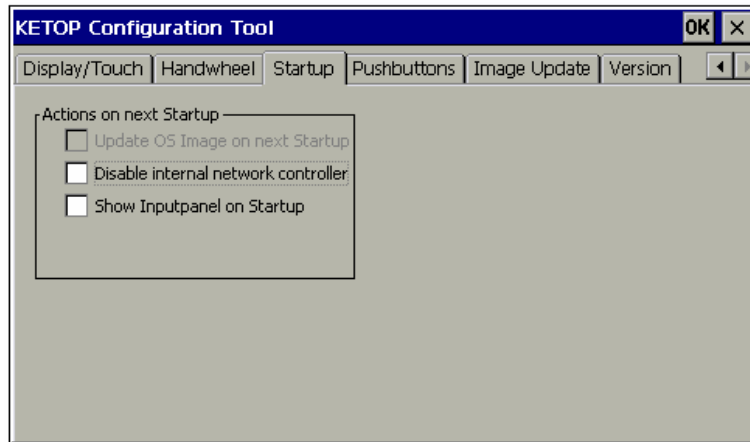 KETOP Configuration Tool OK ×
Display/Touch Handwheel Startup Pushbuttons Image Update Version
Actions on next Startup
Update OS Image on next Startup
Disable internal network controller
Show Inputpanel on Startup